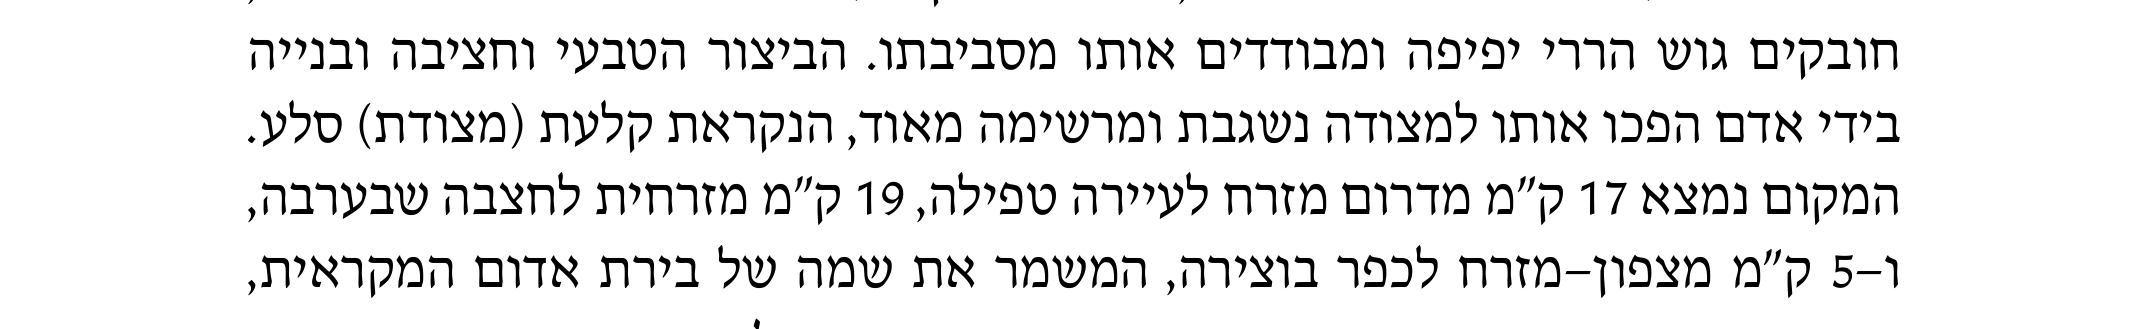 חובקים גוש הררי יפיפה ומבודדים אותו מסביבתו. הביצור הטבעי וחציבה ובנייה
בידי אדם הפכו אותו למצודה נשגבת ומרשימה מאוד, הנקראת קלעת (מצודת) סלע.
המקום נמצא 17 ק"מ מדרום מזרח לעיירה טפילה, 19 ק"מ מזרחית לחצבה שבערבה,
ו–5 ק"מ מצפון–מזרח לכפר בוצירה, המשמר את שמה של בירת אדום המקראית,